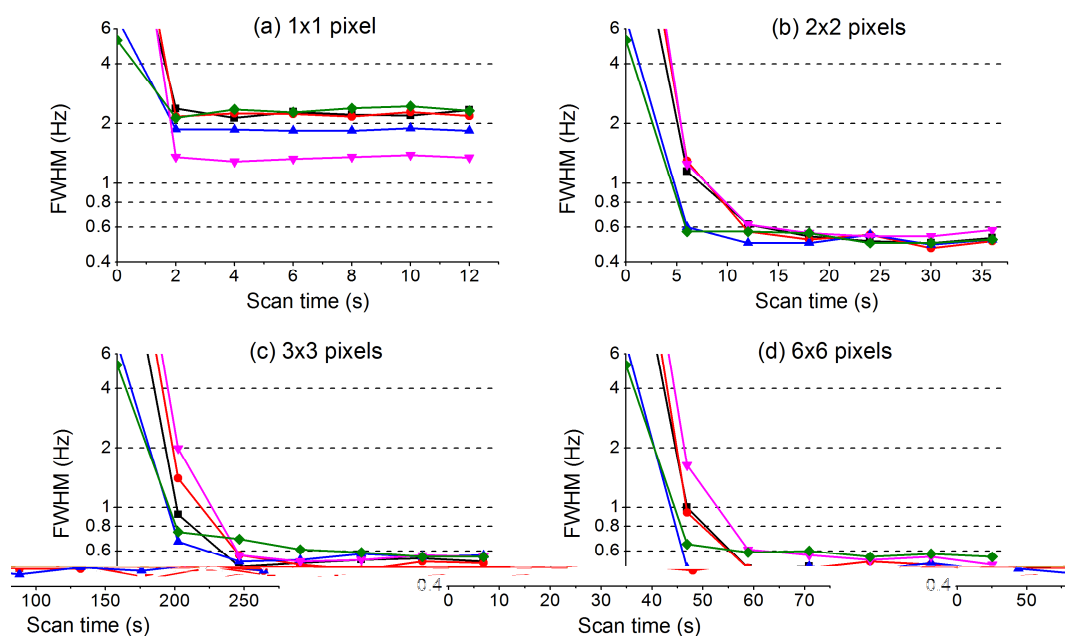 (a) 1x1 pixel
FWHM (Hz)
6
4
2
1
0.8
0.6
0.4
0 2 4 6 8 10 12
Scan time (s)
(b) 2x2 pixels
FWHM (Hz)
6
4
2
1
0.8
0.6
0.4
0 5 10 15 20 25 30 35
Scan time (s)
(c) 3x3 pixels
FWHM (Hz)
6
4
2
1
0.8
0.6
(d) 6x6 pixels
FWHM (Hz)
6
4
2
1
0.8
0.6
0.4 0.4
100 150 200 250 0 10 20 30 40 50 60 70 0 50
Scan time (s) Scan time (s)